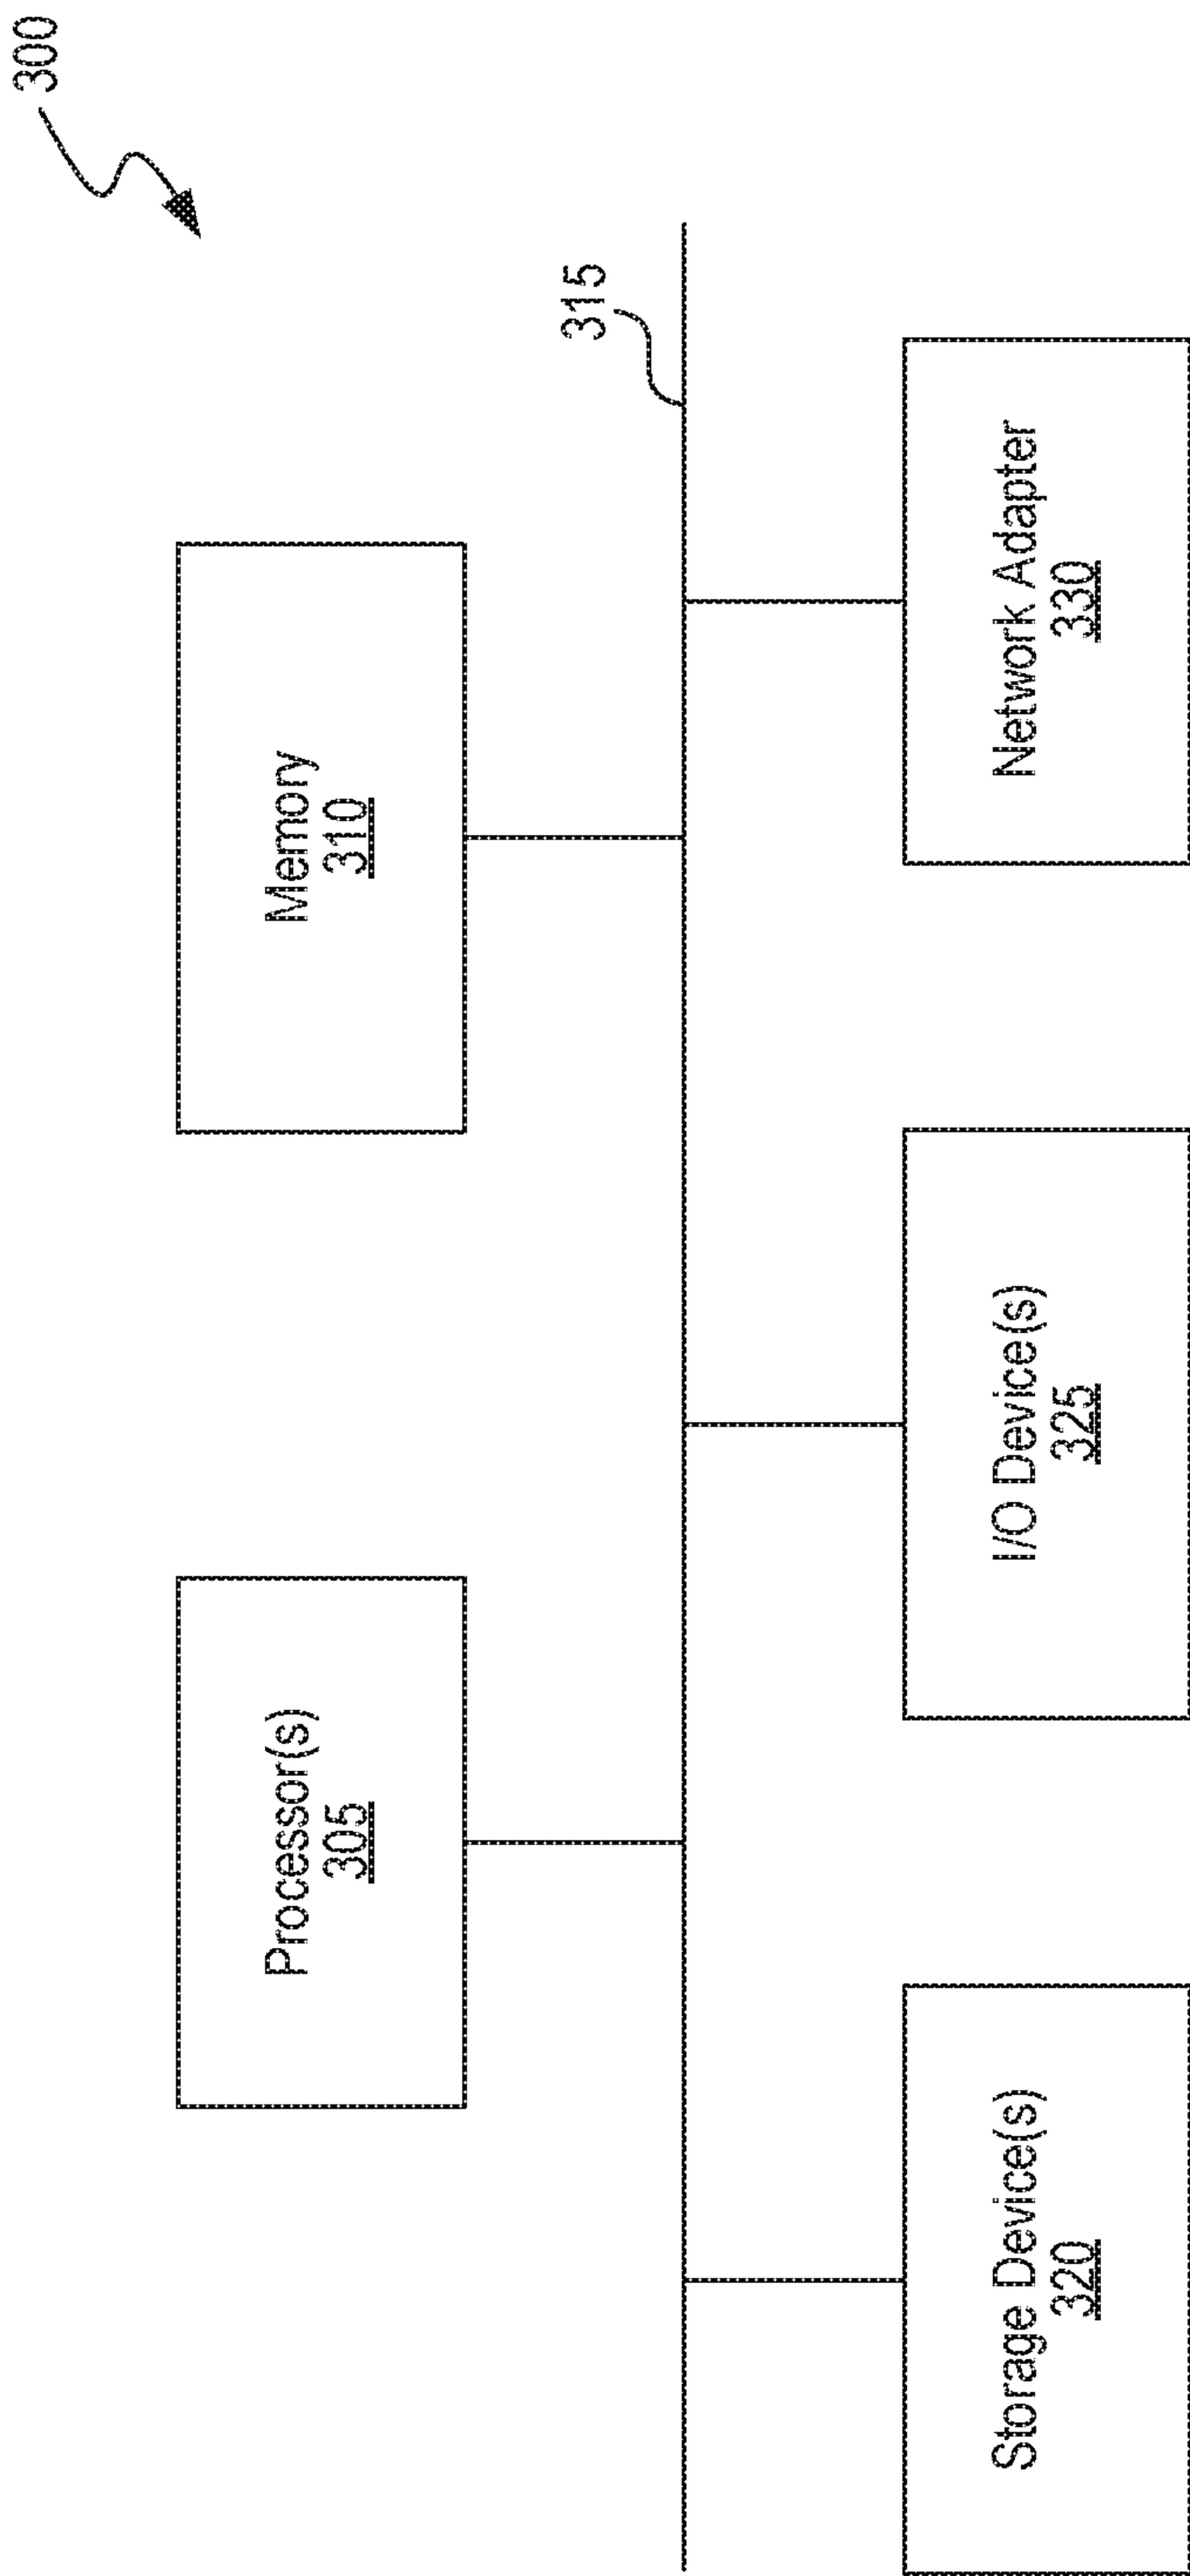 300
Processor(s)
305
Memory
310
315
Storage Device(s)
320
I/O Device(s)
325
Network Adapter
330